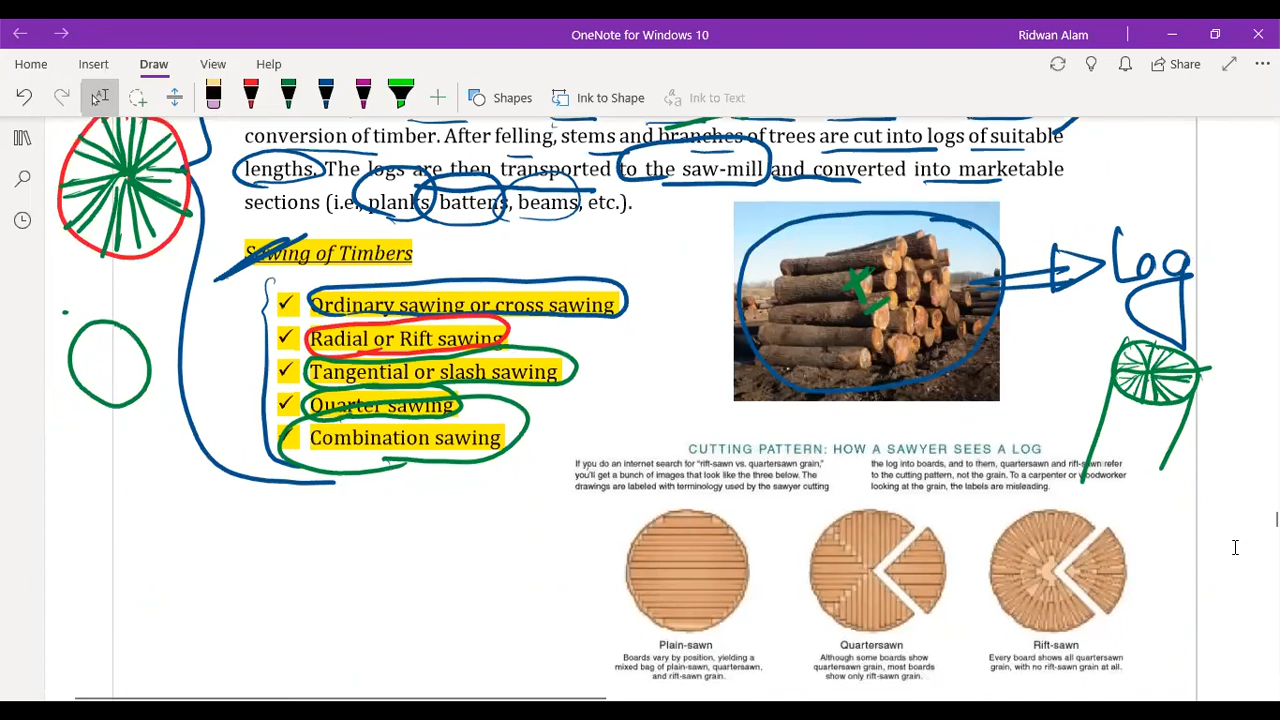 OneNote for Windows 10
Ridwan Alam
Home Insert Draw View Help
Share
Shapes Ink to Shape Ink to Text
conversion of timber. After felling, stems and branches of trees are cut into logs of suitable
lengths. The logs are then transported to the saw-mill and converted into marketable
sections (i.e., planks, battens, beams, etc.).
Sawing of Timbers
✓ Ordinary sawing or cross sawing
✓ Radial or Rift sawing
✓ Tangential or slash sawing
✓ Quarter sawing
✓ Combination sawing
Log
CUTTING PATTERN: HOW A SAWYER SEES A LOG
If you do an internet search for "rift-sawn vs. quartersawn grain,"
you'll get a bunch of images that look like the three below. The
drawings are labeled with terminology used by the sawyer cutting
the log into boards, and to them, quartersawn and rift-sawn refer
to the cutting pattern, not the grain. To a carpenter or woodworker
looking at the grain, the labels are misleading.
Plain-sawn
Boards vary by position, yielding a
mixed bag of plain-sawn, quartersawn,
and rift-sawn grain.
Quartersawn
Although some boards show
quartersawn grain, most boards
show only rift-sawn grain.
Rift-sawn
Every board shows all quartersawn
grain, with no rift-sawn grain at all.